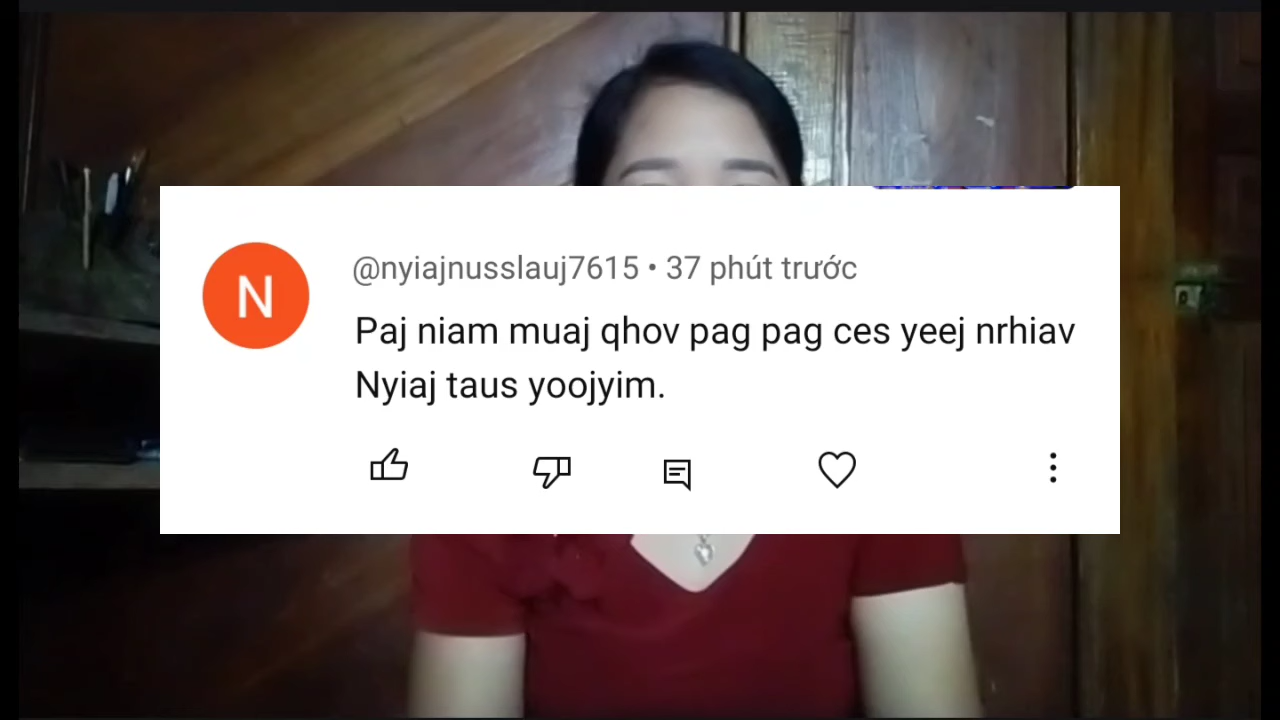 N
@nyiajnusslauj7615 • 37 phút trước
Paj niam muaj qhov pag pag ces yeej nrhiav
Nyiaj taus yoojyim.